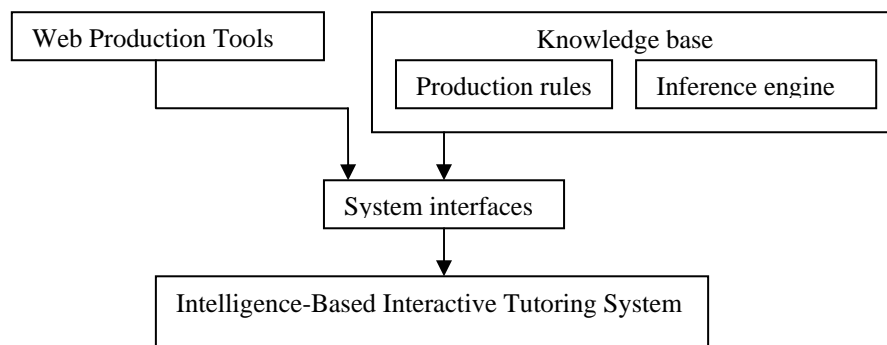 Web Production Tools
Knowledge base
Production rules
Inference engine
System interfaces
Intelligence-Based Interactive Tutoring System